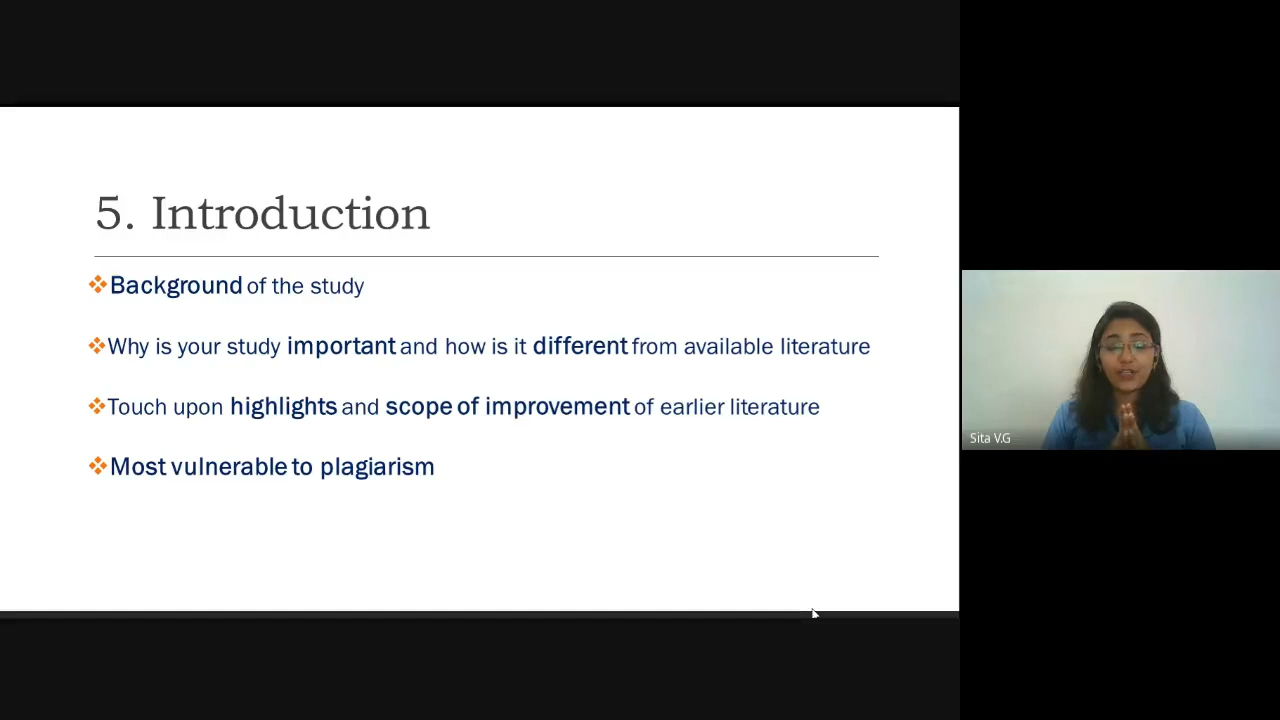 5. Introduction
Background of the study
Why is your study important and how is it different from available literature
Touch upon highlights and scope of improvement of earlier literature
Most vulnerable to plagiarism
Sita V.G